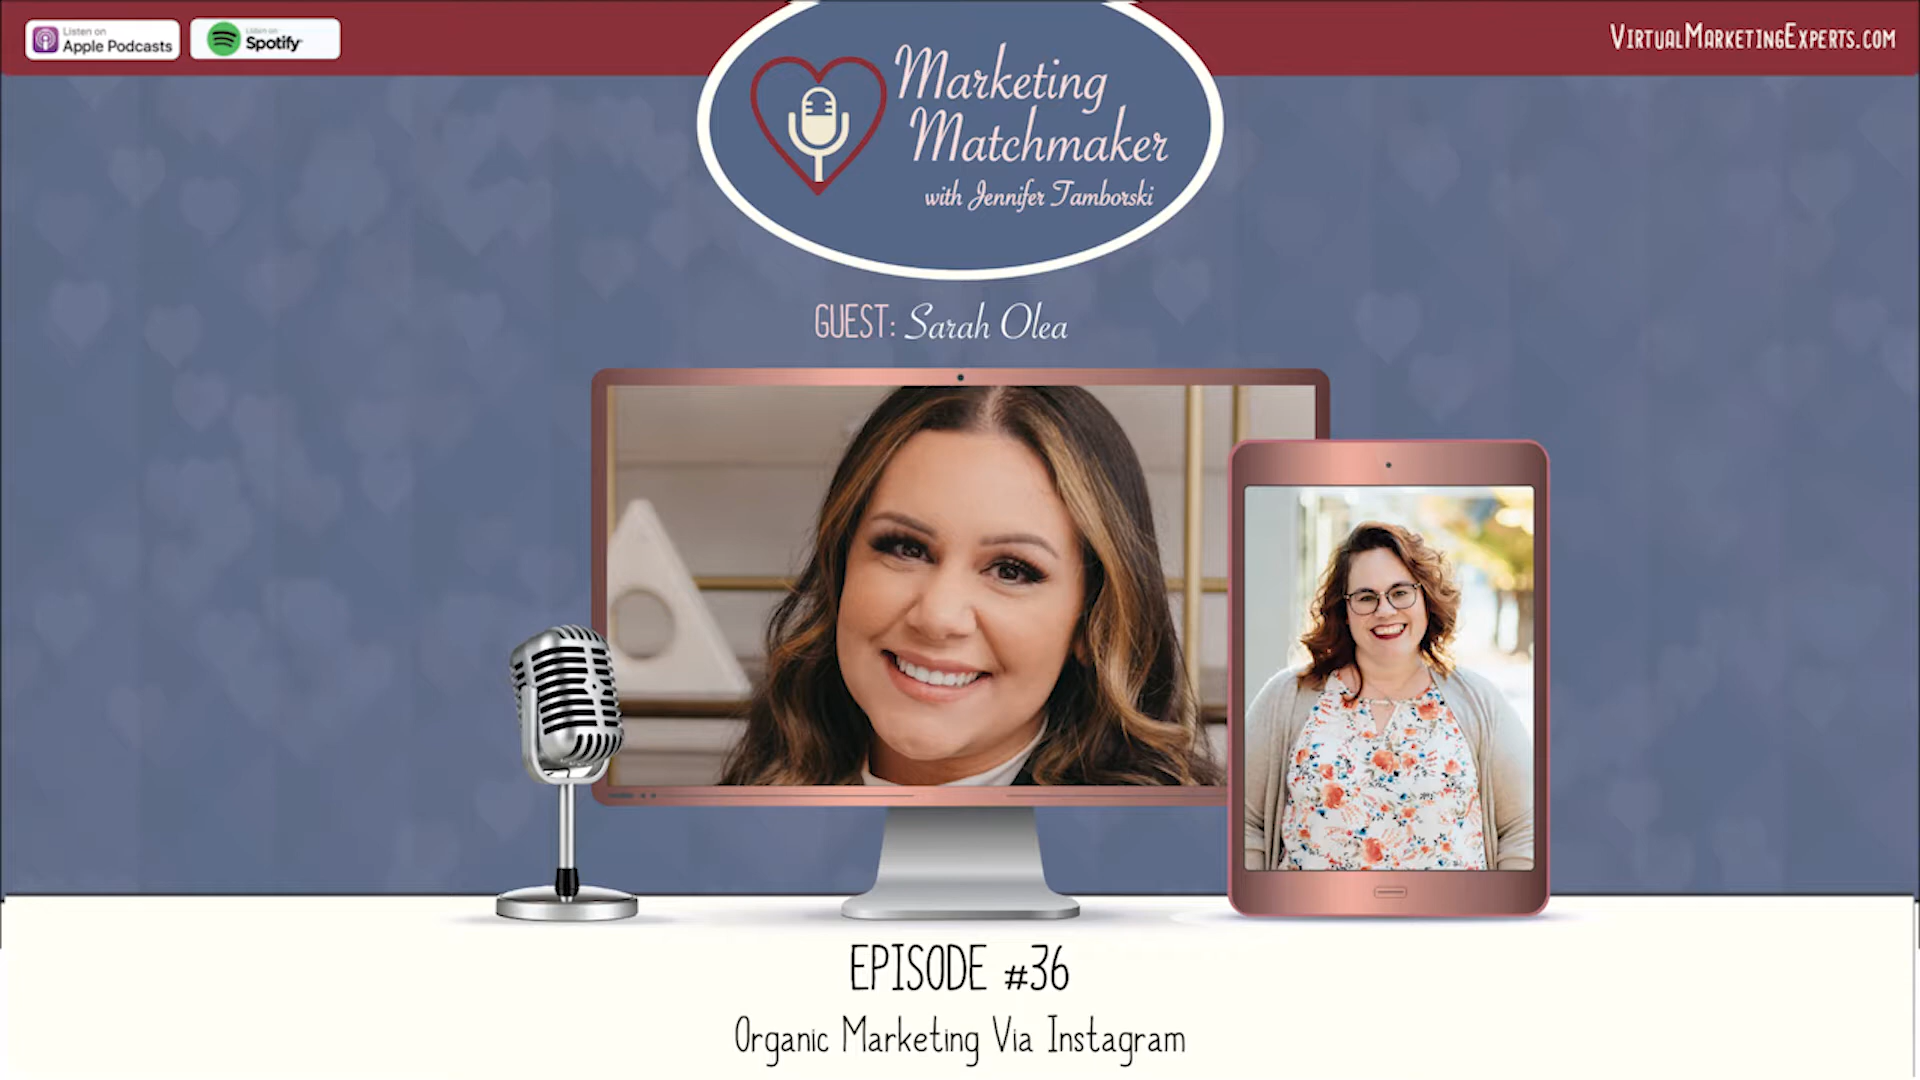 Listen on
Apple Podcasts
Listen on
Spotify
VirtualMarketingExperts.com
Marketing
Matchmaker
with Jennifer Tamborski
GUEST: Sarah Olea
EPISODE #36
Organic Marketing Via Instagram